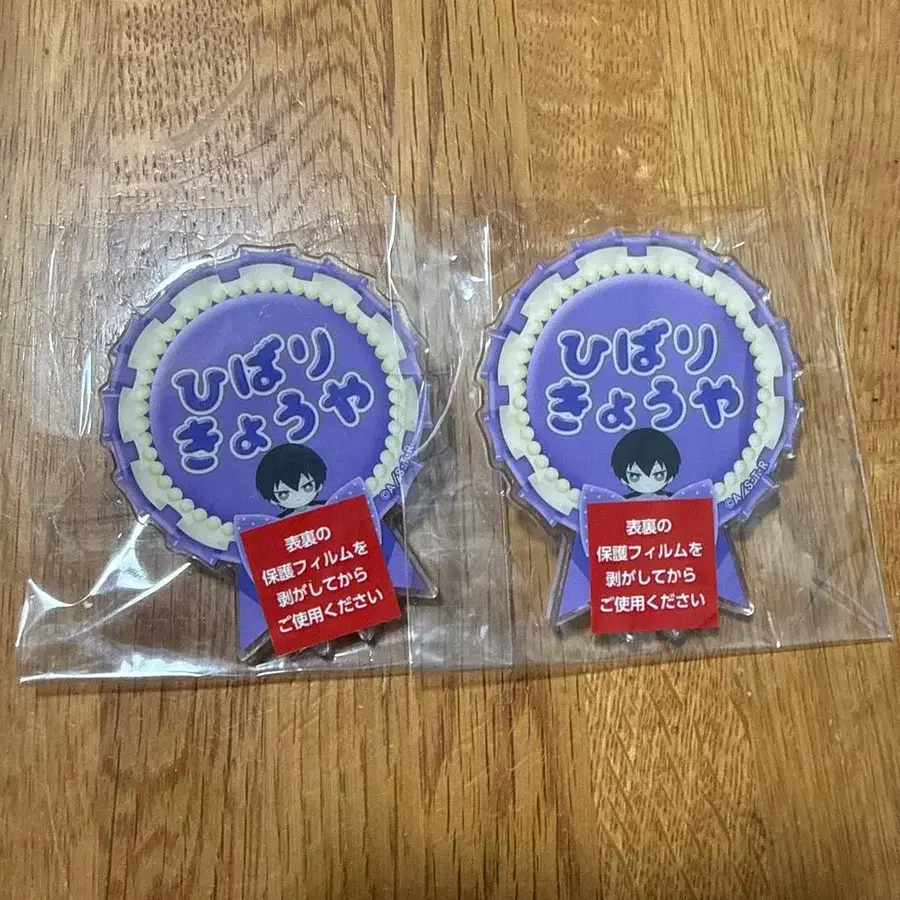 ひばり
きょうや
©A/S·T·R
表裏の
保護フィルムを
剥がしてから
ご使用ください
ひばり
きょうや
©A/S·T·R
表裏の
保護フィルムを
剥がしてから
ご使用ください